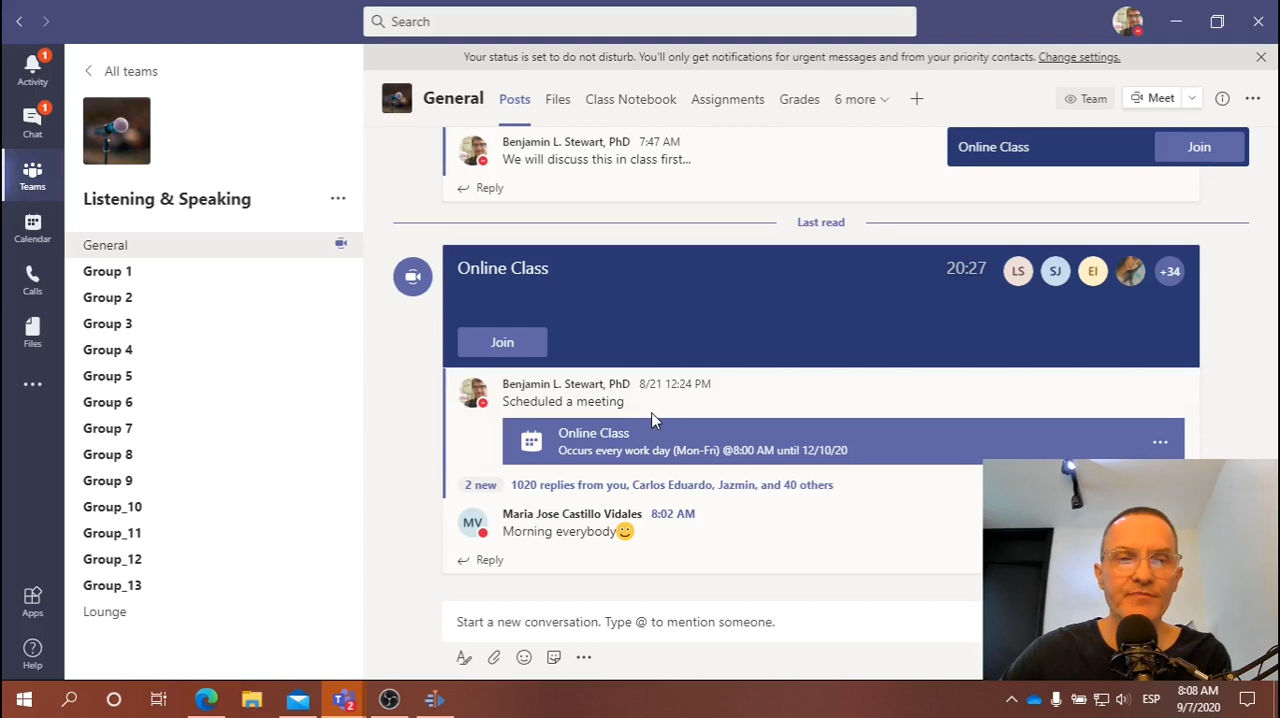 Search
Your status is set to do not disturb. You'll only get notifications for urgent messages and from your priority contacts. Change settings.
1
Activity
1
Chat
Teams
Calendar
Calls
Files
Apps
Help
All teams
Listening & Speaking
General
Group 1
Group 2
Group 3
Group 4
Group 5
Group 6
Group 7
Group 8
Group 9
Group_10
Group_11
Group_12
Group_13
Lounge
General Posts Files Class Notebook Assignments Grades 6 more Team Meet
Benjamin L. Stewart, PhD 7:47 AM
We will discuss this in class first...
Reply
Online Class Join
Last read
Online Class 20:27 LS SJ EI +34
Join
Benjamin L. Stewart, PhD 8/21 12:24 PM
Scheduled a meeting
Online Class
Occurs every work day (Mon-Fri) @8:00 AM until 12/10/20
2 new 1020 replies from you, Carlos Eduardo, Jazmin, and 40 others
MV Maria Jose Castillo Vidales 8:02 AM
Morning everybody🙂
Reply
Start a new conversation. Type @ to mention someone.
2
ESP
8:08 AM
9/7/2020